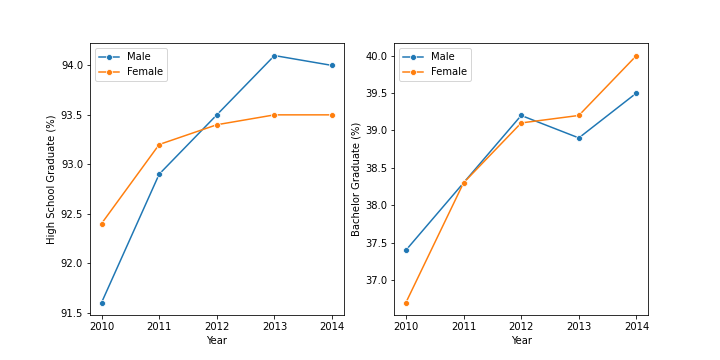 Male
Female
94.0
93.5
93.0
92.5
92.0
91.5
High School Graduate (%)
2010 2011 2012 2013 2014
Year
Male
Female
40.0
39.5
39.0
38.5
38.0
37.5
37.0
Bachelor Graduate (%)
2010 2011 2012 2013 2014
Year